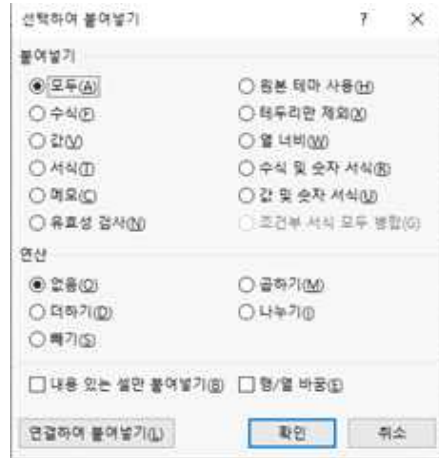 선택하여 붙여넣기 ? ×
붙여넣기
모두(A) 원본 테마 사용(H)
수식(F) 테두리만 제외(X)
값(V) 열 너비(W)
서식(T) 수식 및 숫자 서식(R)
메모(C) 값 및 숫자 서식(U)
유효성 검사(N) 조건부 서식 모두 병합(G)
연산
없음(O) 곱하기(M)
더하기(D) 나누기(I)
빼기(S)
내용 있는 셀만 붙여넣기(B) 행/열 바꿈(E)
연결하여 붙여넣기(L) 확인 취소